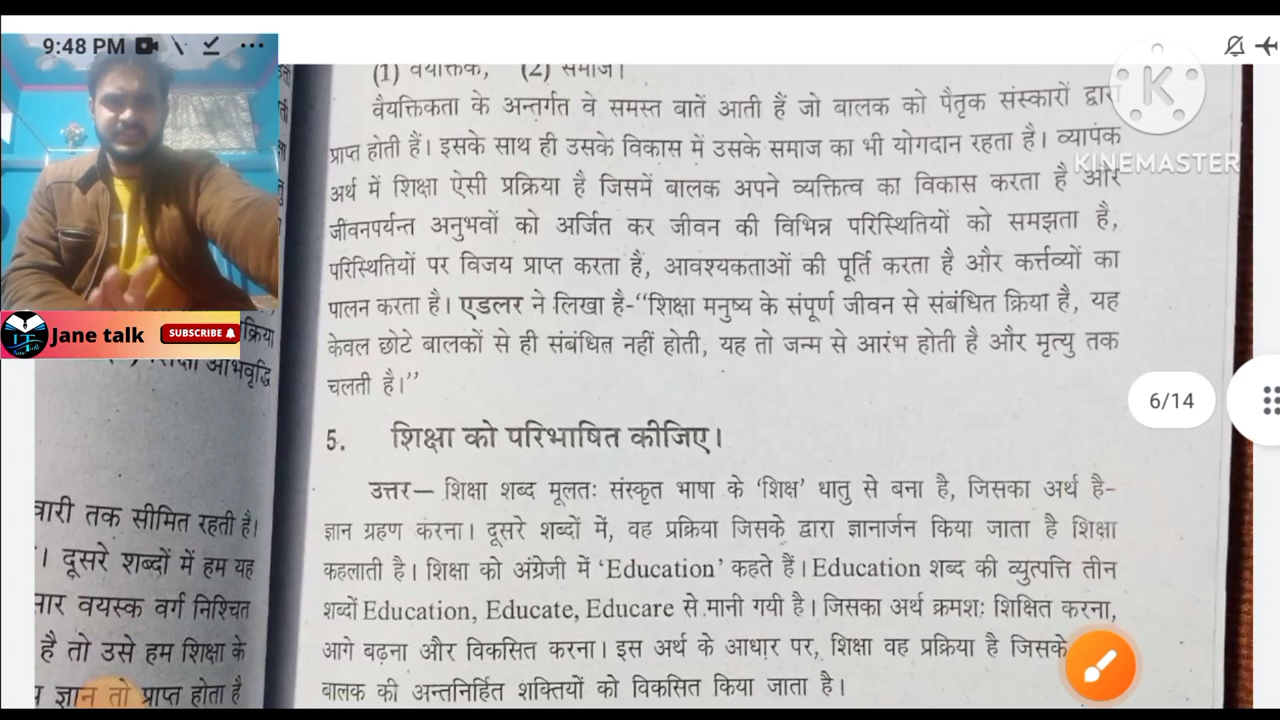 9:48 PM
KINEMASTER
Jane talk
SUBSCRIBE
6/14
(1) वैयक्तिक, (2) समाज।
वैयक्तिकता के अन्तर्गत वे समस्त बातें आती हैं जो बालक को पैतृक संस्कारों द्वारा
प्राप्त होती हैं। इसके साथ ही उसके विकास में उसके समाज का भी योगदान रहता है। व्यापक
अर्थ में शिक्षा ऐसी प्रक्रिया है जिसमें बालक अपने व्यक्तित्व का विकास करता है और
जीवनपर्यन्त अनुभवों को अर्जित कर जीवन की विभिन्न परिस्थितियों को समझता है,
परिस्थितियों पर विजय प्राप्त करता है, आवश्यकताओं की पूर्ति करता है और कर्त्तव्यों का
पालन करता है। एडलर ने लिखा है-“शिक्षा मनुष्य के संपूर्ण जीवन से संबंधित क्रिया है, यह
केवल छोटे बालकों से ही संबंधित नहीं होती, यह तो जन्म से आरंभ होती है और मृत्यु तक
चलती है।”
5. शिक्षा को परिभाषित कीजिए।
उत्तर— शिक्षा शब्द मूलतः संस्कृत भाषा के ‘शिक्ष’ धातु से बना है, जिसका अर्थ है-
ज्ञान ग्रहण करना। दूसरे शब्दों में, वह प्रक्रिया जिसके द्वारा ज्ञानार्जन किया जाता है शिक्षा
कहलाती है। शिक्षा को अंग्रेजी में ‘Education’ कहते हैं। Education शब्द की व्युत्पत्ति तीन
शब्दों Education, Educate, Educare से मानी गयी है। जिसका अर्थ क्रमशः शिक्षित करना,
आगे बढ़ना और विकसित करना। इस अर्थ के आधार पर, शिक्षा वह प्रक्रिया है जिसके
बालक की अन्तनिर्हित शक्तियों को विकसित किया जाता है।
अभिवृद्धि
तक सीमित रहती है।
। दूसरे शब्दों में हम यह
वयस्क वर्ग निश्चित
है तो उसे हम शिक्षा के
ज्ञान तो प्राप्त होता है